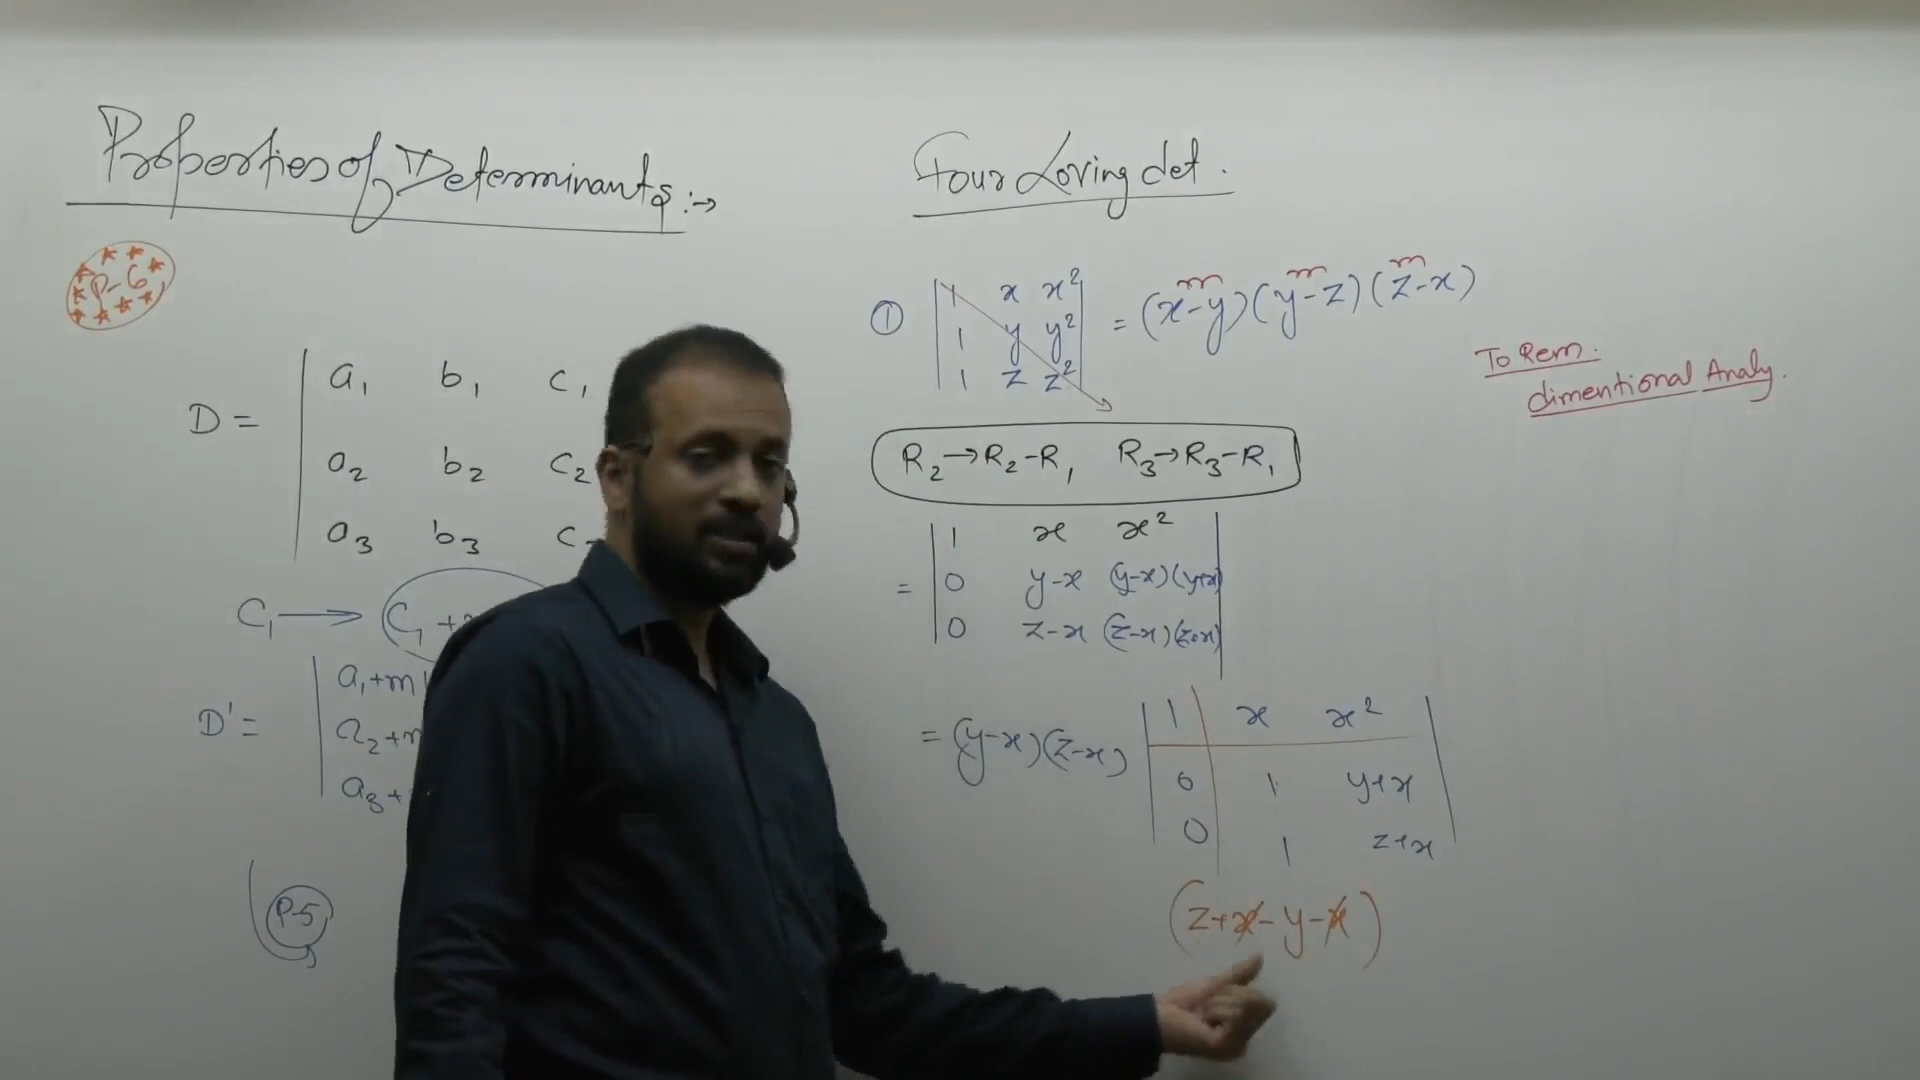 Properties of Determinants :→
P-6
D =
a₁ b₁ c₁
a₂ b₂ c₂
a₃ b₃ c
C₁ → C₁ +
D' =
a₁+m
a₂+m
a₃+
P-5
Four Loving det.
① | 1 x x² |
| 1 y y² | = (x-y)(y-z)(z-x)
| 1 z z² |
m m m
To Rem.
dimentional Analy.
R₂→R₂-R₁ R₃→R₃-R₁
| 1 x x² |
= | 0 y-x (y-x)(y+x) |
| 0 z-x (z-x)(z+x) |
= (y-x)(z-x) | 1 x x² |
| 0 1 y+x |
| 0 1 z+x |
(z+x-y-x)